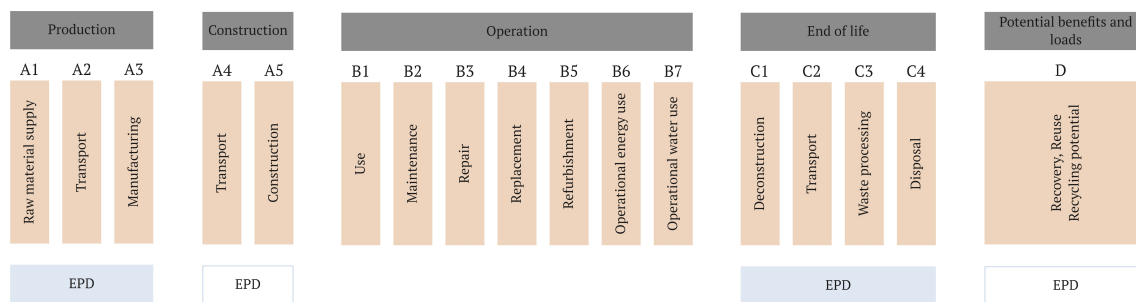 Production
Construction
Operation
End of life
Potential benefits and
loads
A1
A2
A3
A4
A5
B1
B2
B3
B4
B5
B6
B7
C1
C2
C3
C4
D
Raw material supply
Transport
Manufacturing
Transport
Construction
Use
Maintenance
Repair
Replacement
Refurbishment
Operational energy use
Operational water use
Deconstruction
Transport
Waste processing
Disposal
Recovery, Reuse
Recycling potential
EPD
EPD
EPD
EPD